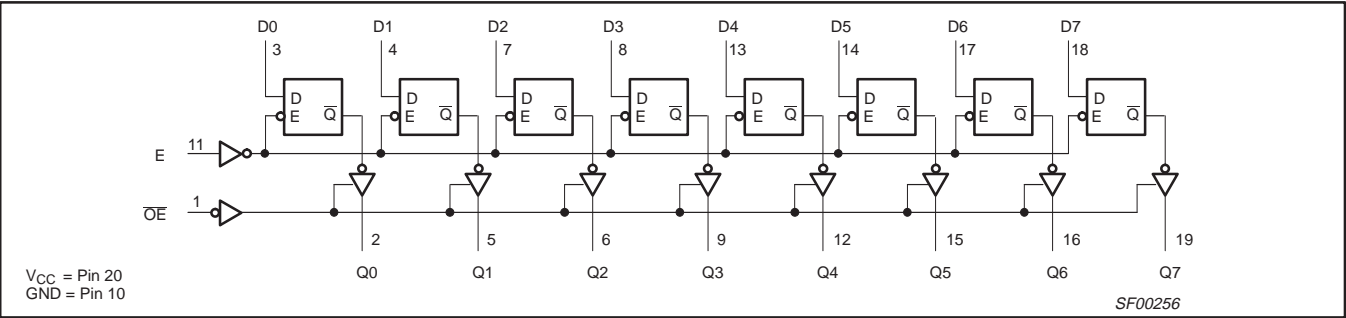 D0 D1 D2 D3 D4 D5 D6 D7
3 4 7 8 13 14 17 18
D D D D D D D D
E Q̅ E Q̅ E Q̅ E Q̅ E Q̅ E Q̅ E Q̅ E Q̅
E 11
O̅E̅ 1
2 5 6 9 12 15 16 19
Q0 Q1 Q2 Q3 Q4 Q5 Q6 Q7
VCC = Pin 20
GND = Pin 10
SF00256